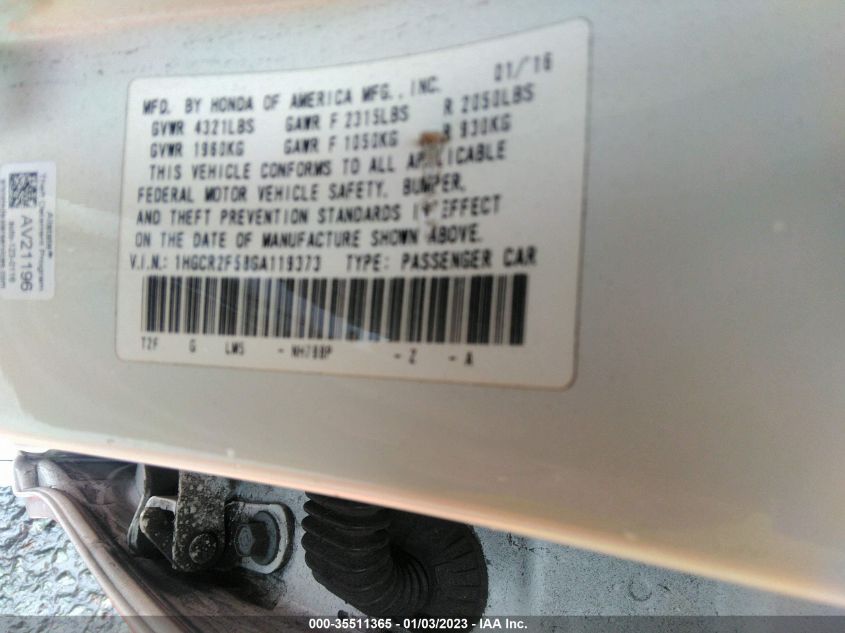 MFD. BY HONDA OF AMERICA MFG., INC. 01/16
GVWR 4321LBS GAWR F 2315LBS R 2050LBS
GVWR 1960KG GAWR F 1050KG R 930KG
THIS VEHICLE CONFORMS TO ALL APPLICABLE
FEDERAL MOTOR VEHICLE SAFETY, BUMPER,
AND THEFT PREVENTION STANDARDS IN EFFECT
ON THE DATE OF MANUFACTURE SHOWN ABOVE.
V.I.N.: 1HGCR2F58GA119373 TYPE: PASSENGER CAR
T2F G LMS - NH788P - Z - A
AV21196
000-35511365 - 01/03/2023 - IAA Inc.